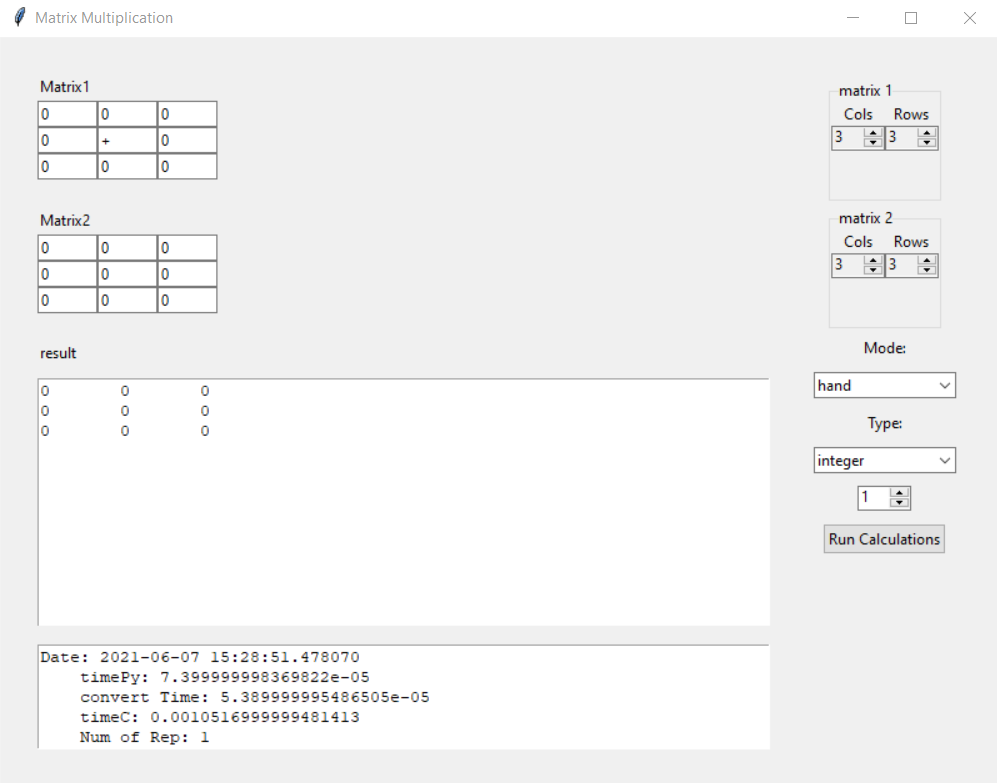 Matrix Multiplication
Matrix1
0 0 0
0 + 0
0 0 0
Matrix2
0 0 0
0 0 0
0 0 0
result
0 0 0
0 0 0
0 0 0
Date: 2021-06-07 15:28:51.478070
timePy: 7.399999998369822e-05
convert Time: 5.389999995486505e-05
timeC: 0.0010516999999481413
Num of Rep: 1
matrix 1
Cols Rows
3 3
matrix 2
Cols Rows
3 3
Mode:
hand
Type:
integer
1
Run Calculations